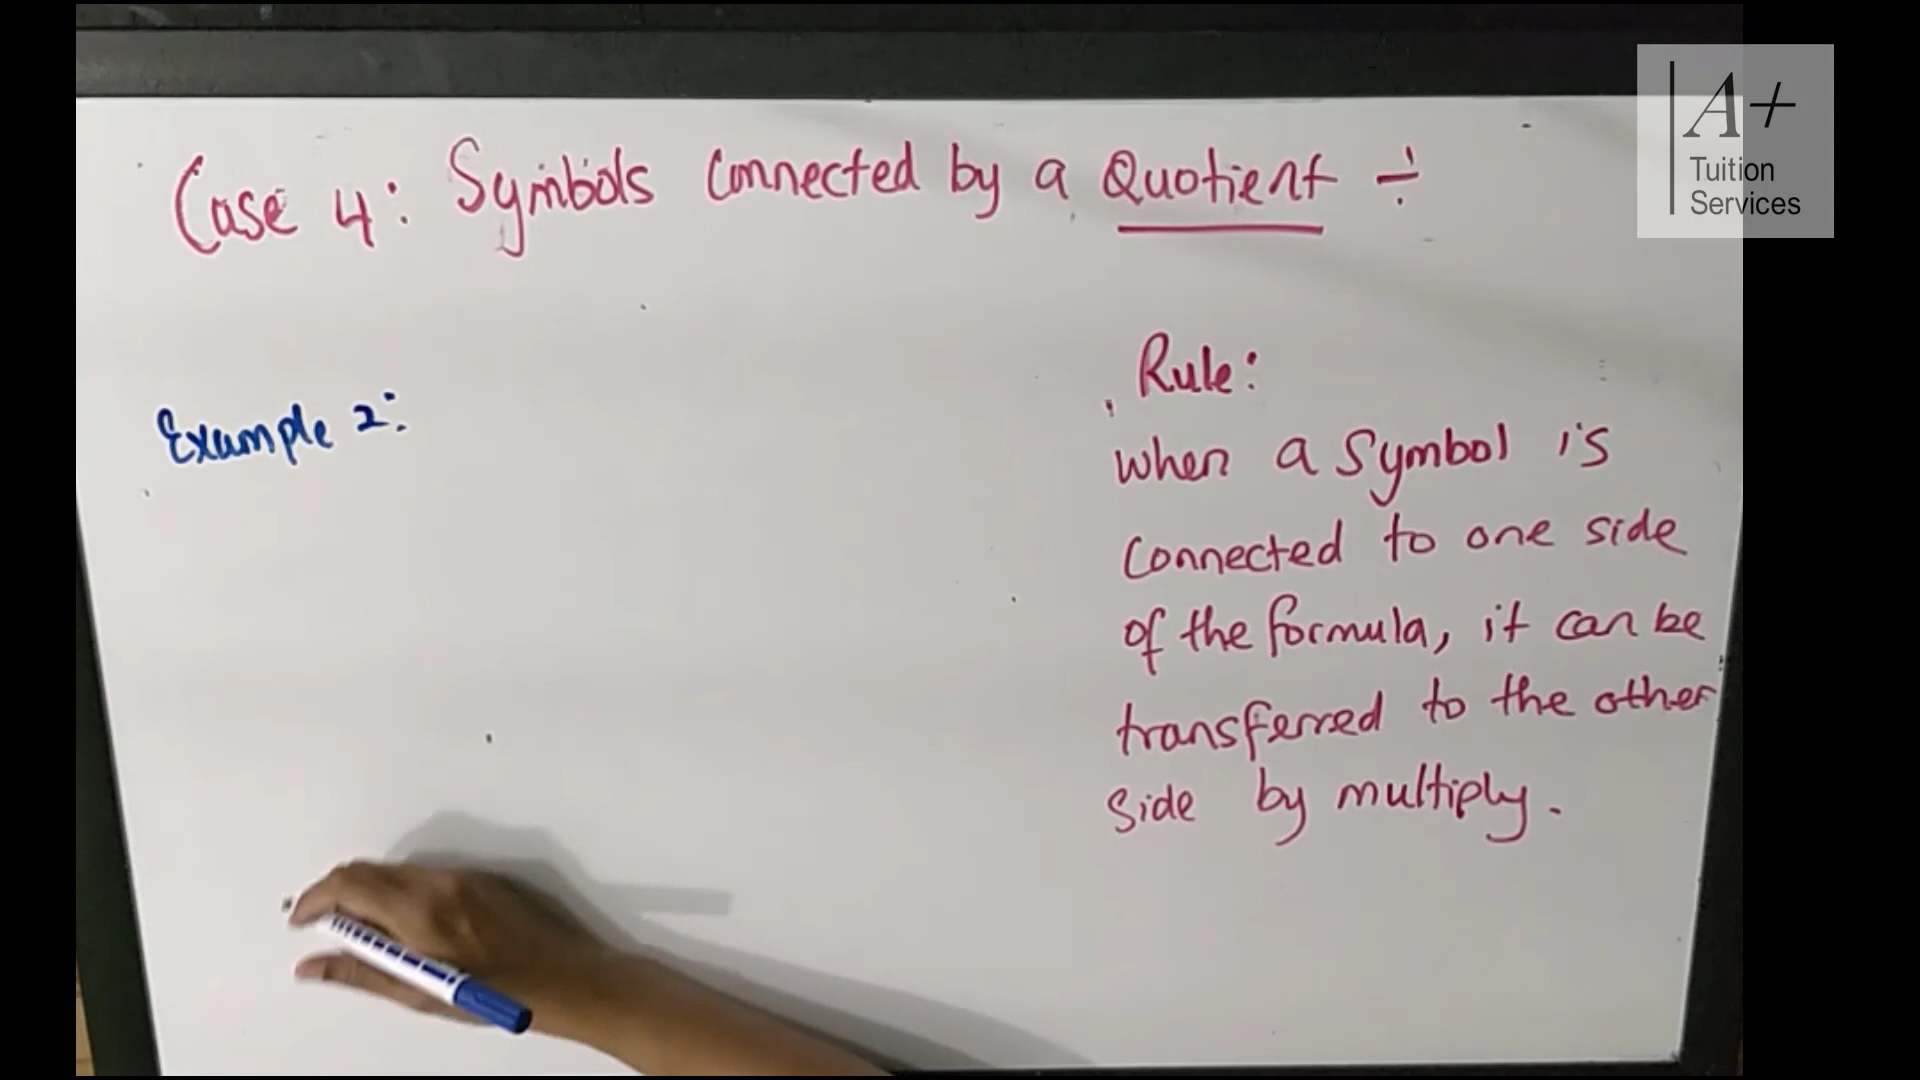 Case 4: Symbols connected by a Quotient ÷
Example 2:
Rule:
when a symbol is
connected to one side
of the formula, it can be
transferred to the other
side by multiply.
A+
Tuition
Services